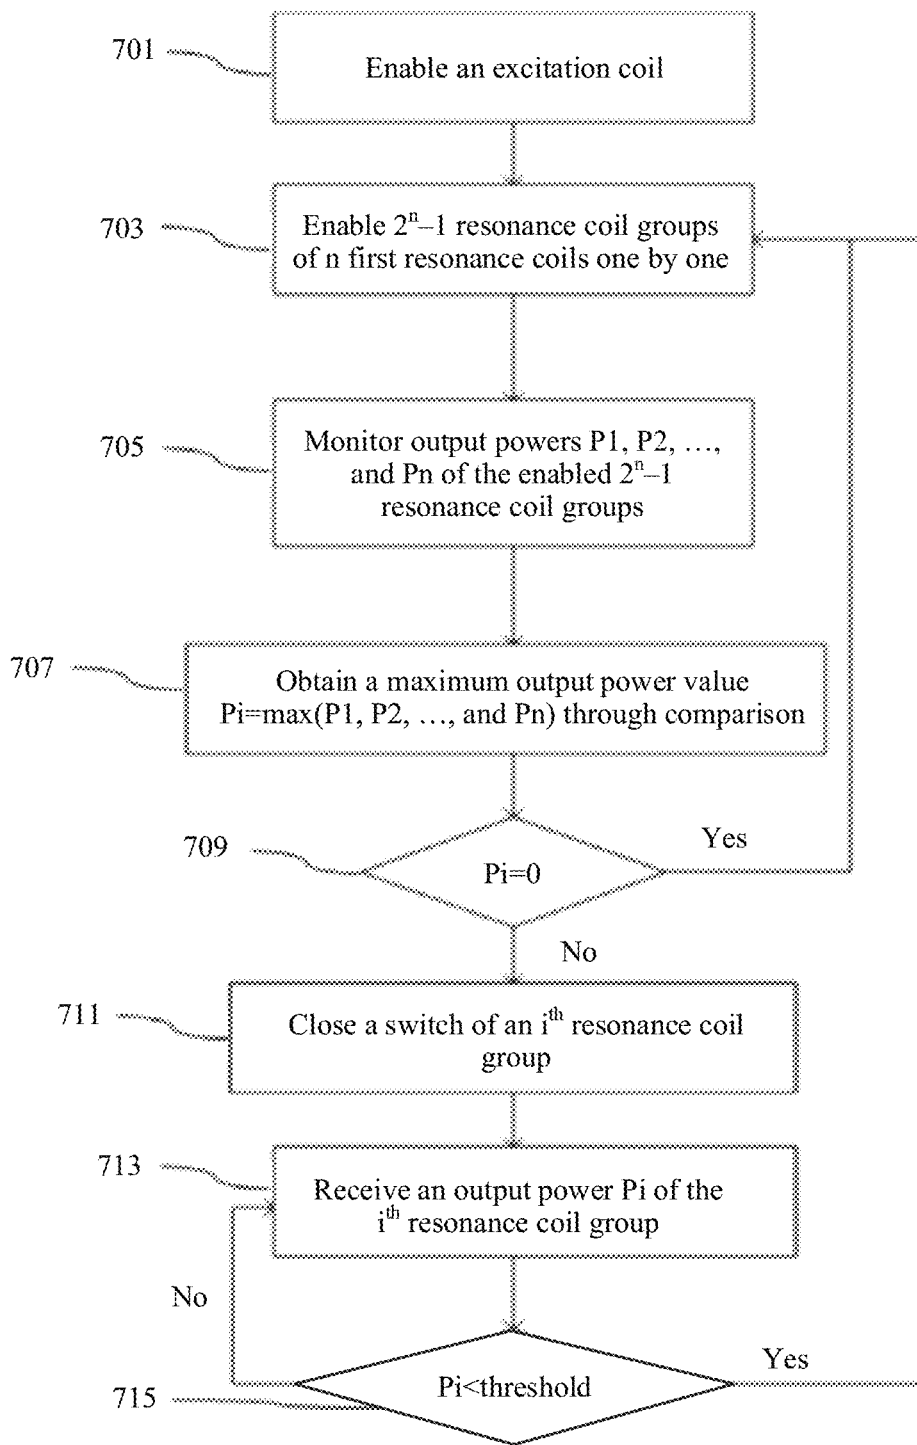 701
Enable an excitation coil
703
Enable 2ⁿ–1 resonance coil groups
of n first resonance coils one by one
705
Monitor output powers P1, P2, …,
and Pn of the enabled 2ⁿ–1
resonance coil groups
707
Obtain a maximum output power value
Pi=max(P1, P2, …, and Pn) through comparison
709
Pi=0
Yes
No
711
Close a switch of an iᵗʰ resonance coil
group
713
Receive an output power Pi of the
iᵗʰ resonance coil group
No
Pi<threshold
Yes
715